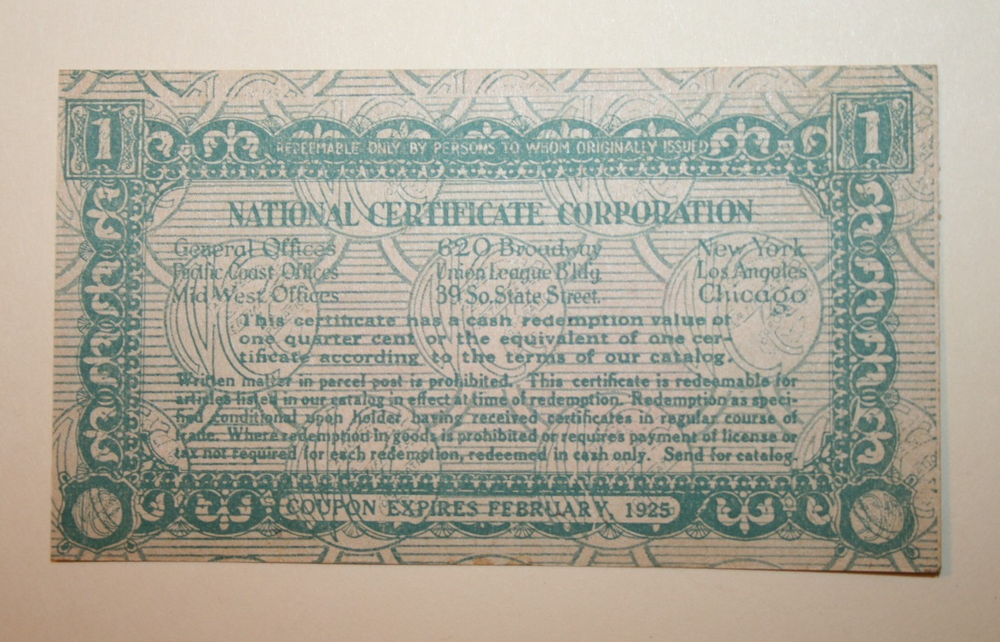 1 1
REDEEMABLE ONLY BY PERSONS TO WHOM ORIGINALLY ISSUED
NATIONAL CERTIFICATE CORPORATION
General Offices 620 Broadway New York
Pacific Coast Offices Union League B'ldg Los Angeles
Mid West Offices 39 So. State Street. Chicago
This certificate has a cash redemption value of
one quarter cent or the equivalent of one cer-
tificate according to the terms of our catalog.
Written matter in parcel post is prohibited. This certificate is redeemable for
articles listed in our catalog in effect at time of redemption. Redemption as speci-
fied conditional upon holder having received certificates in regular course of
trade. Where redemption in goods is prohibited or requires payment of license or
tax not required for each redemption, redeemed in cash only. Send for catalog.
COUPON EXPIRES FEBRUARY, 1925